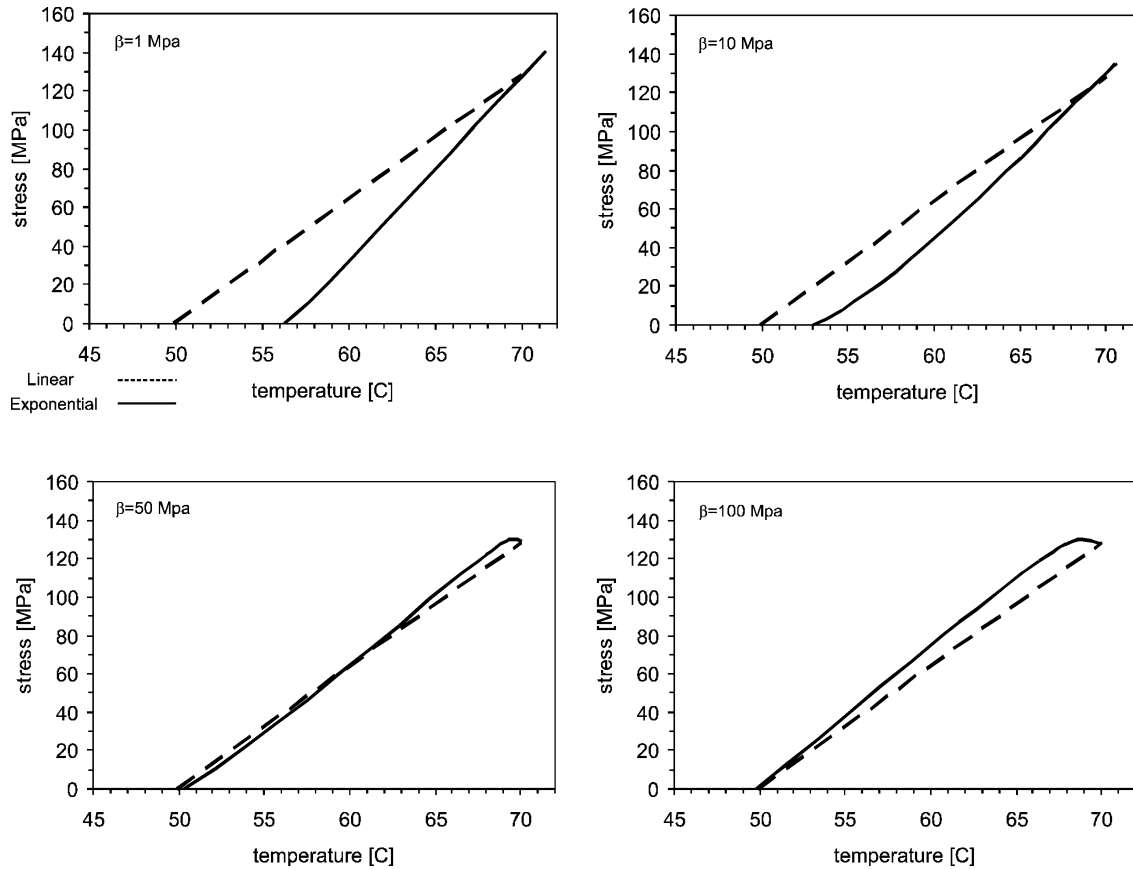 160
140
120
100
80
60
40
20
0
stress [MPa]
β=1 Mpa
45 50 55 60 65 70
temperature [C]
Linear
Exponential
160
140
120
100
80
60
40
20
0
stress [MPa]
β=10 Mpa
45 50 55 60 65 70
temperature [C]
160
140
120
100
80
60
40
20
0
stress [MPa]
β=50 Mpa
45 50 55 60 65 70
temperature [C]
160
140
120
100
80
60
40
20
0
stress [MPa]
β=100 Mpa
45 50 55 60 65 70
temperature [C]